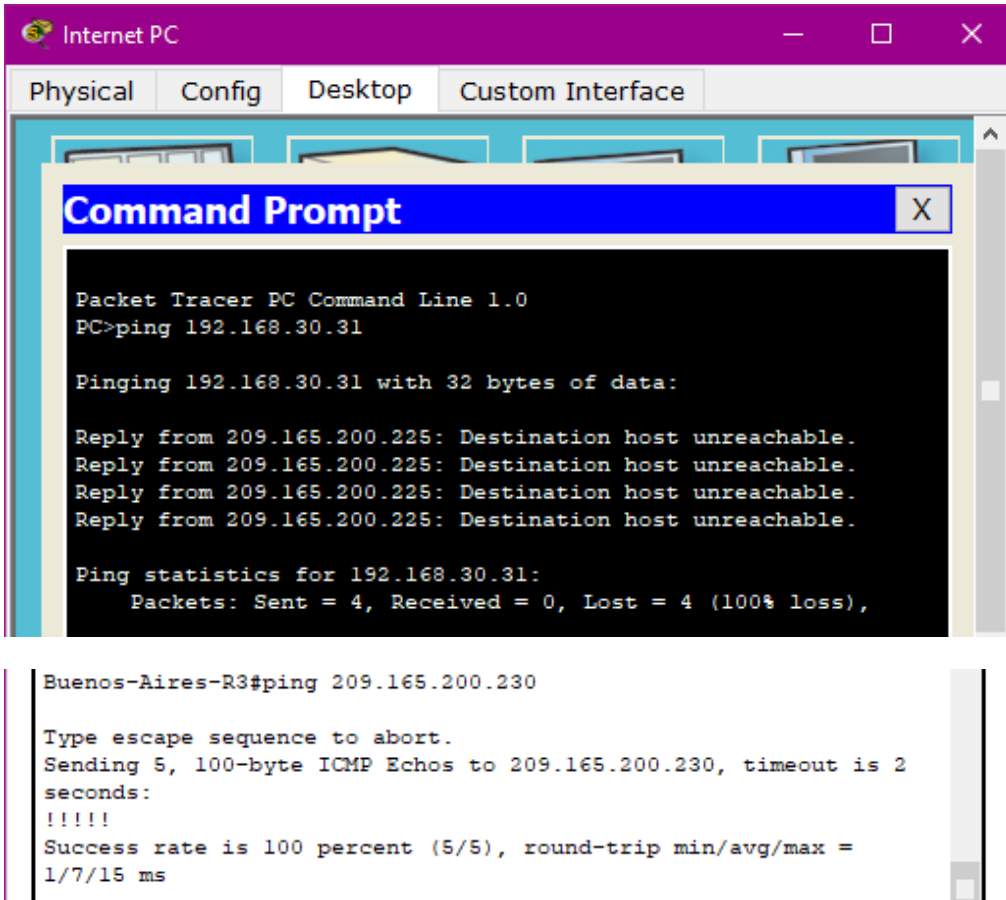 Internet PC
Physical Config Desktop Custom Interface
Command Prompt X
Packet Tracer PC Command Line 1.0
PC>ping 192.168.30.31
Pinging 192.168.30.31 with 32 bytes of data:
Reply from 209.165.200.225: Destination host unreachable.
Reply from 209.165.200.225: Destination host unreachable.
Reply from 209.165.200.225: Destination host unreachable.
Reply from 209.165.200.225: Destination host unreachable.
Ping statistics for 192.168.30.31:
Packets: Sent = 4, Received = 0, Lost = 4 (100% loss),
Buenos-Aires-R3#ping 209.165.200.230
Type escape sequence to abort.
Sending 5, 100-byte ICMP Echos to 209.165.200.230, timeout is 2
seconds:
!!!!!
Success rate is 100 percent (5/5), round-trip min/avg/max =
1/7/15 ms